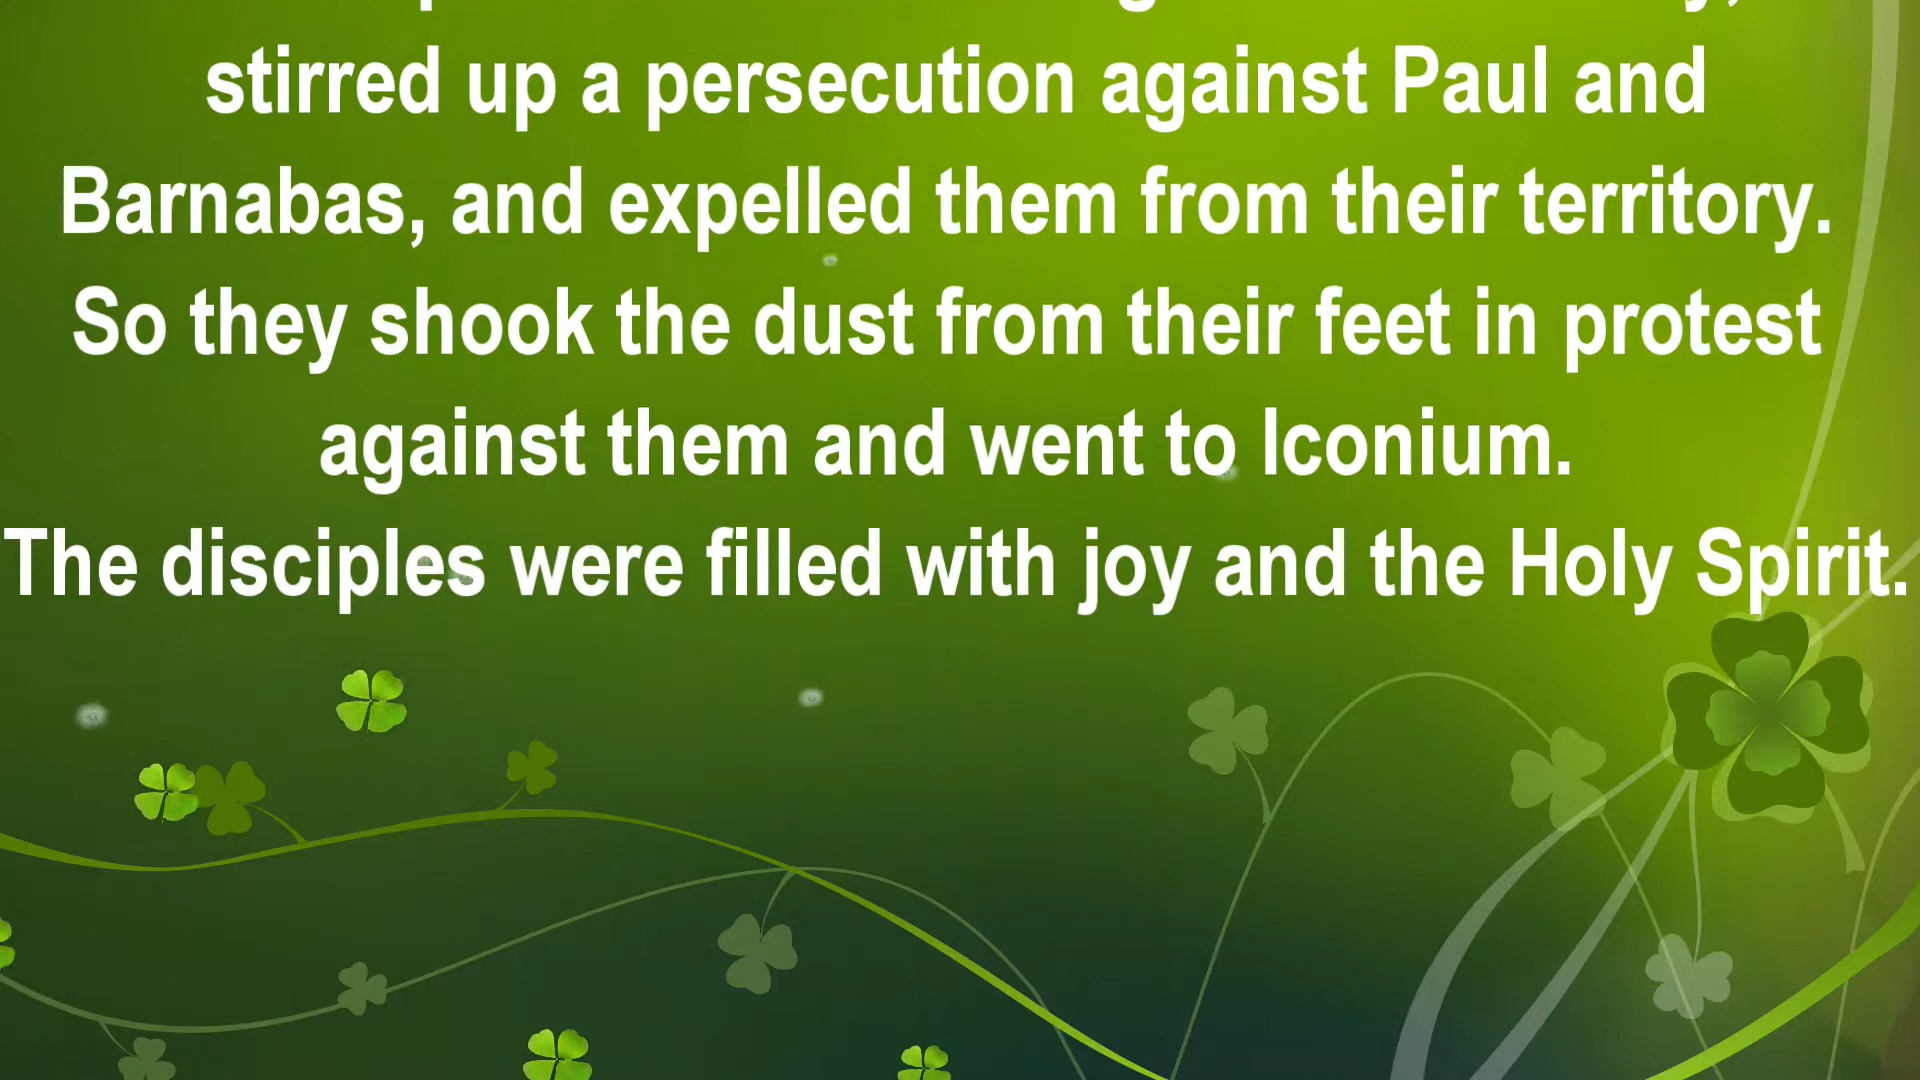 stirred up a persecution against Paul and
Barnabas, and expelled them from their territory.
So they shook the dust from their feet in protest
against them and went to Iconium.
The disciples were filled with joy and the Holy Spirit.